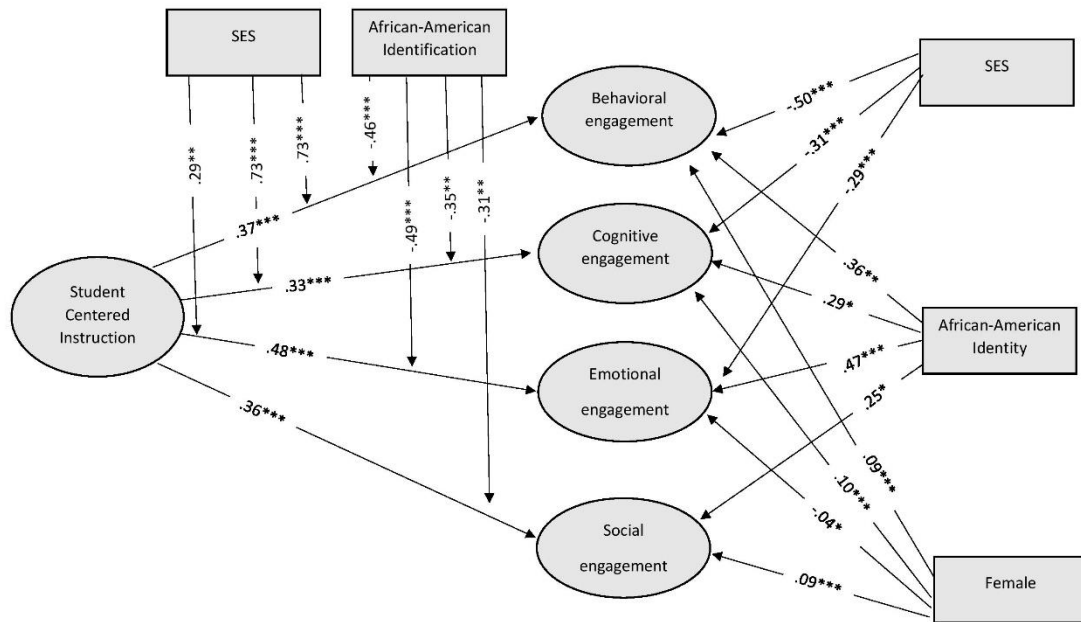 SES
African-American
Identification
SES
Behavioral
engagement
-.50***
.29**
.73***
.73***
-.46***
-.49***
-.35**
-.31**
-.31***
-.29***
.37***
Cognitive
engagement
.36**
.33***
.29*
Student
Centered
Instruction
African-American
Identity
.48***
Emotional
engagement
.47***
.36***
.25*
.09***
.10***
-.04*
Social
engagement
.09***
Female